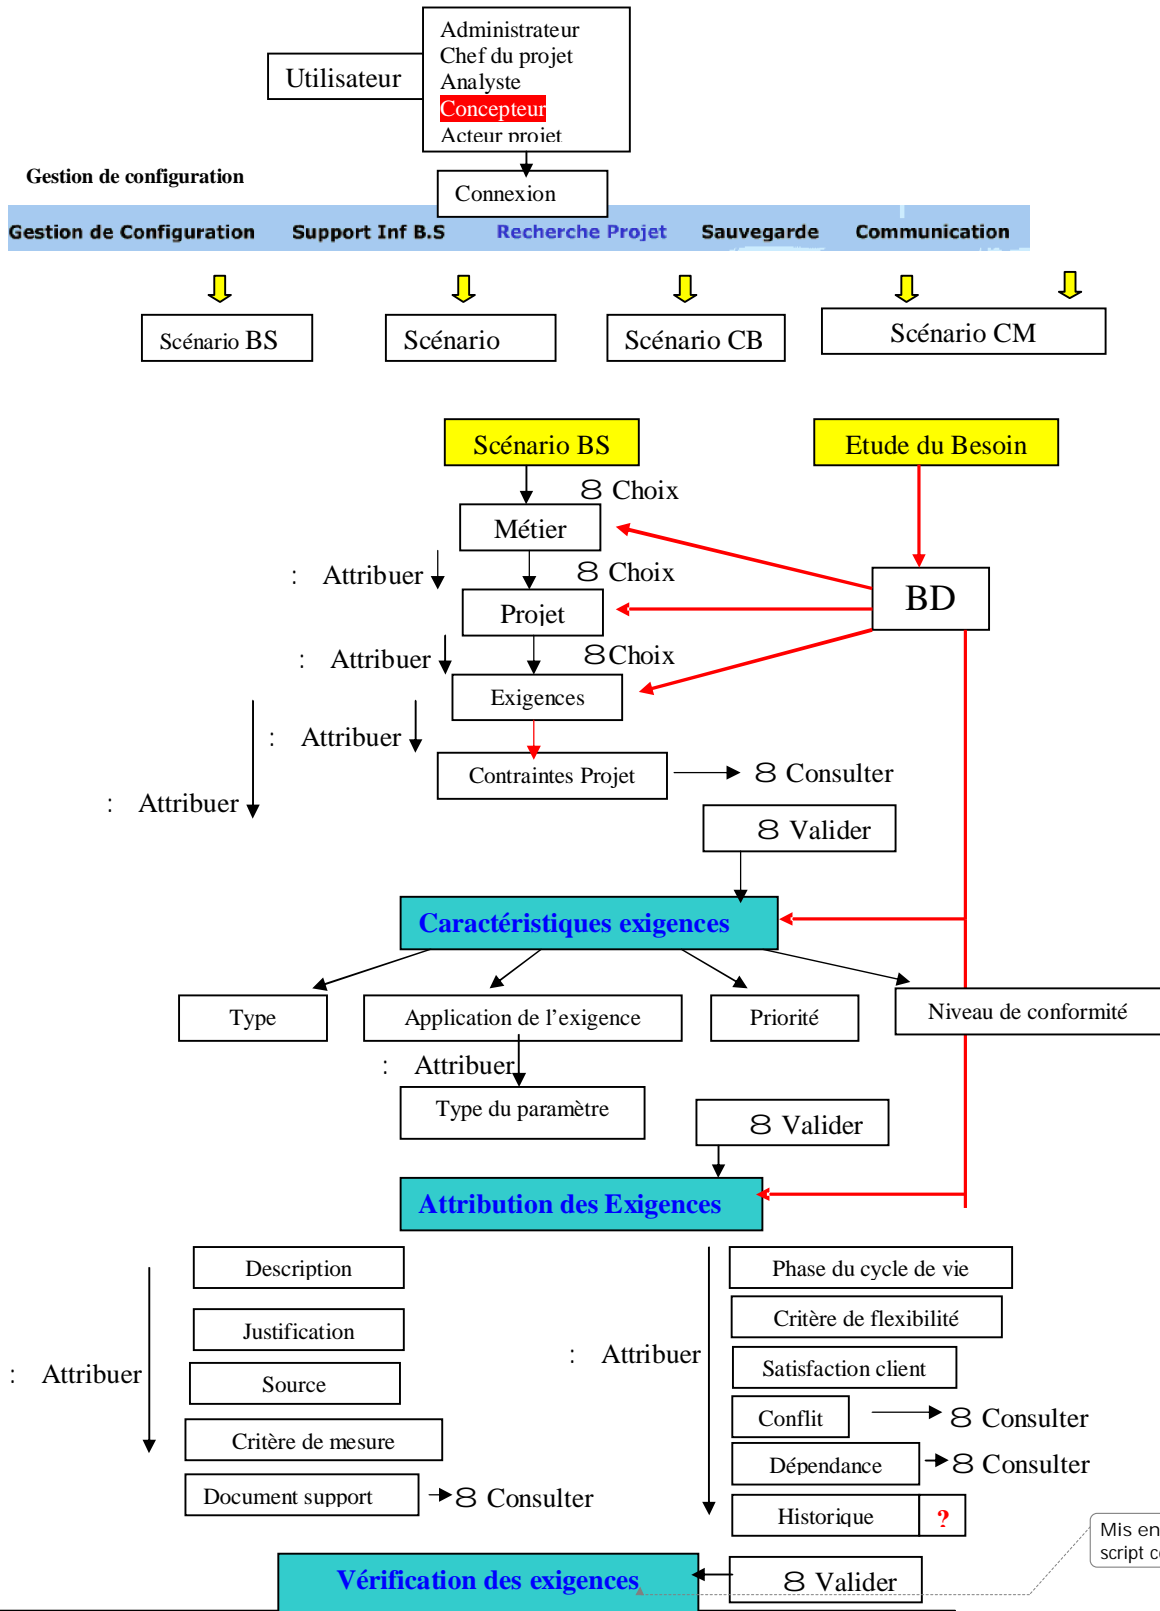 Administrateur
Chef du projet
Utilisateur
Analyste
Concepteur
Acteur projet
Gestion de configuration
Connexion
Gestion de Configuration Support Inf B.S Recherche Projet Sauvegarde Communication
Scénario BS
Scénario
Scénario CB
Scénario CM
Scénario BS
Etude du Besoin
8 Choix
Métier
: Attribuer
8 Choix
BD
Projet
: Attribuer
8Choix
Exigences
: Attribuer
Contraintes Projet
8 Consulter
: Attribuer
8 Valider
Caractéristiques exigences
Type
Application de l'exigence
Priorité
Niveau de conformité
: Attribuer
Type du paramètre
8 Valider
Attribution des Exigences
Description
Justification
: Attribuer
Source
Critère de mesure
Document support
8 Consulter
Phase du cycle de vie
Critère de flexibilité
: Attribuer
Satisfaction client
Conflit
8 Consulter
Dépendance
8 Consulter
Historique
?
Mis en
script c
Vérification des exigences
8 Valider